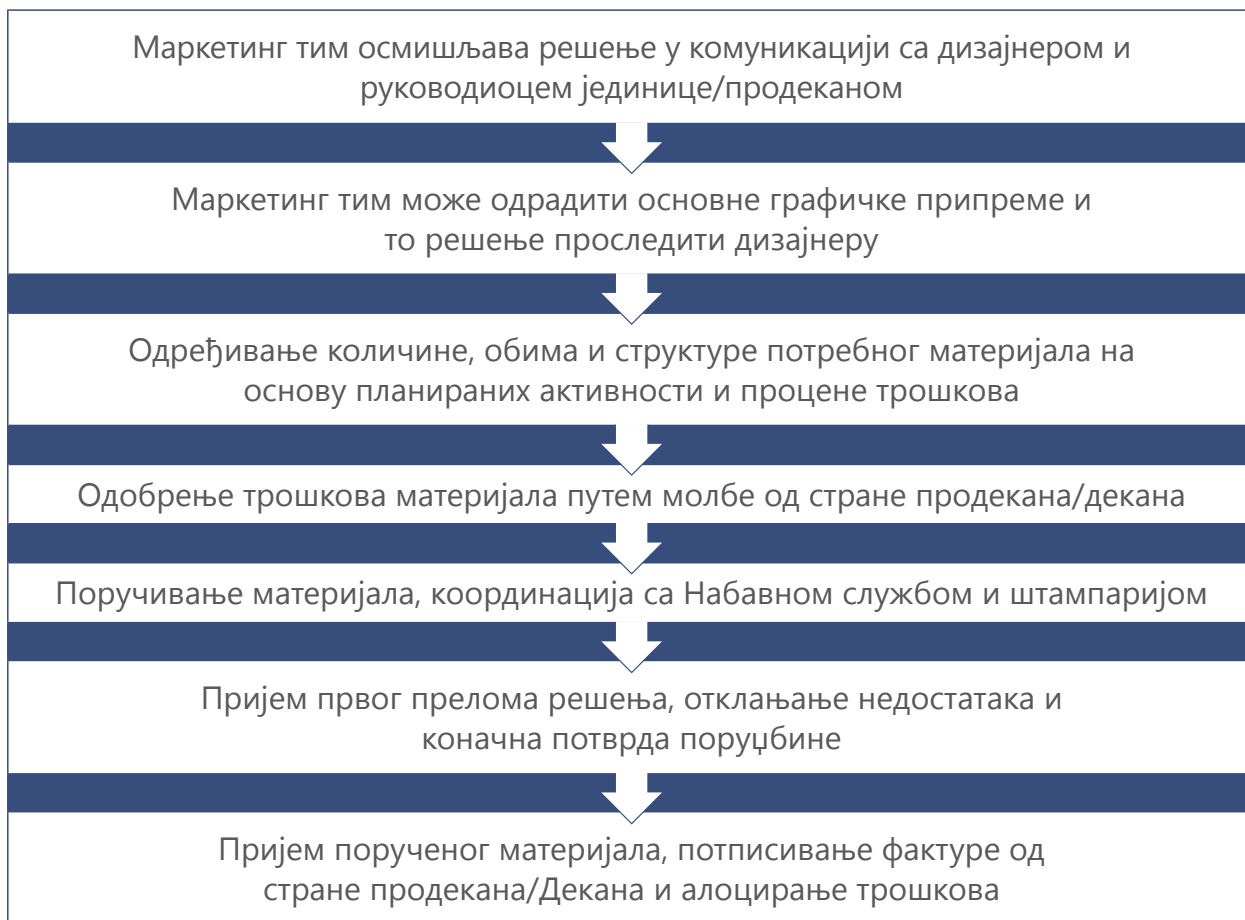 Маркетинг тим осмишљава решење у комуникацији са дизајнером и
руководиоцем јединице/продеканом
Маркетинг тим може одрадити основне графичке припреме и
то решење проследити дизајнеру
Одређивање количине, обима и структуре потребног материјала на
основу планираних активности и процене трошкова
Одобрење трошкова материјала путем молбе од стране продекана/декана
Поручивање материјала, координација са Набавном службом и штампаријом
Пријем првог прелома решења, отклањање недостатака и
коначна потврда поруџбине
Пријем порученог материјала, потписивање фактуре од
стране продекана/Декана и алоцирање трошкова